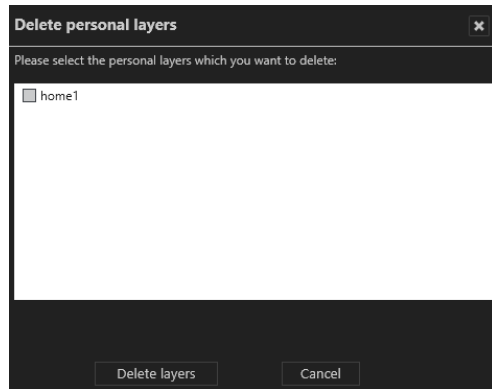 Delete personal layers
Please select the personal layers which you want to delete:
home1
Delete layers
Cancel